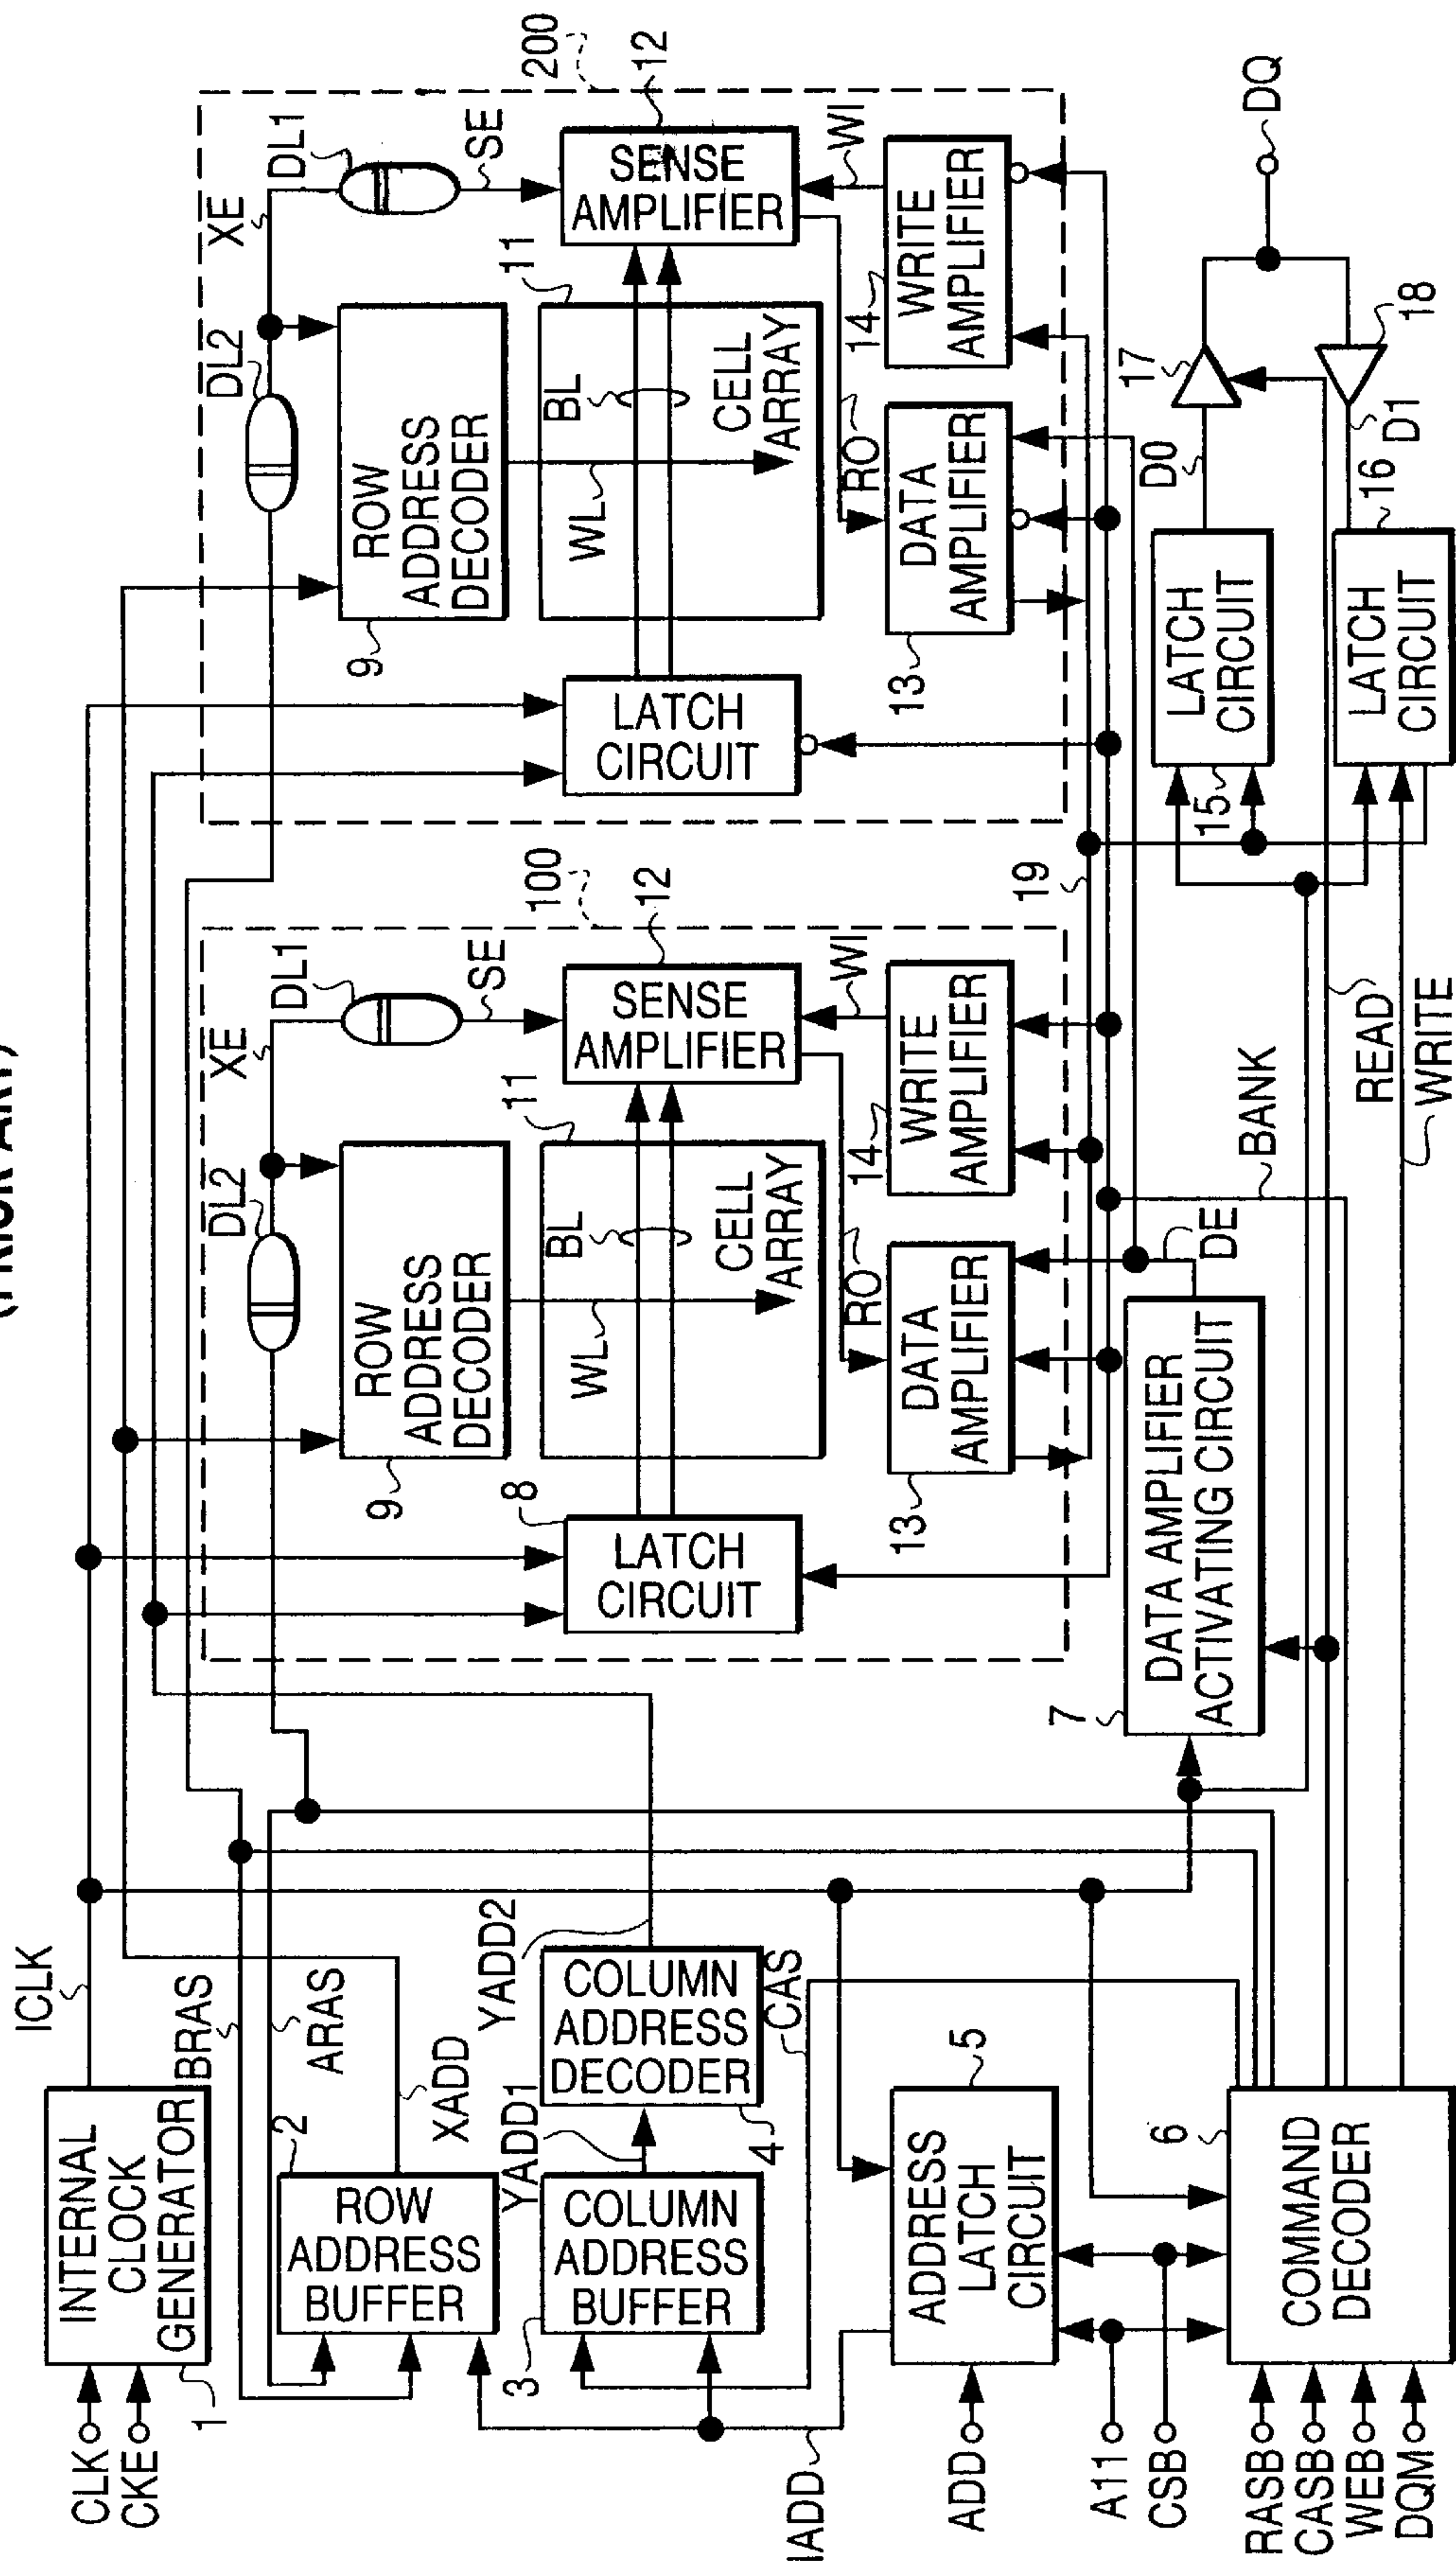 (PRIOR ART)
CLK
CKE
INTERNAL
CLOCK
GENERATOR
1
ICLK
BRAS
ARAS
2
ROW
ADDRESS
BUFFER
XADD
YADD1
3
COLUMN
ADDRESS
BUFFER
YADD2
COLUMN
ADDRESS
DECODER
4
CAS
IADD
ADD
ADDRESS
LATCH
CIRCUIT
5
A11
CSB
RASB
CASB
WEB
DQM
COMMAND
DECODER
6
7
DATA AMPLIFIER
ACTIVATING CIRCUIT
DE
BANK
READ
WRITE
100
DL2
XE
DL1
SE
ROW
ADDRESS
DECODER
9
8
LATCH
CIRCUIT
11
BL
WL
CELL
ARRAY
12
SENSE
AMPLIFIER
WI
RO
13
DATA
AMPLIFIER
14
WRITE
AMPLIFIER
19
200
DL2
XE
DL1
SE
ROW
ADDRESS
DECODER
9
LATCH
CIRCUIT
11
BL
WL
CELL
ARRAY
12
SENSE
AMPLIFIER
WI
RO
13
DATA
AMPLIFIER
14
WRITE
AMPLIFIER
15
LATCH
CIRCUIT
16
LATCH
CIRCUIT
D0
D1
17
18
DQ